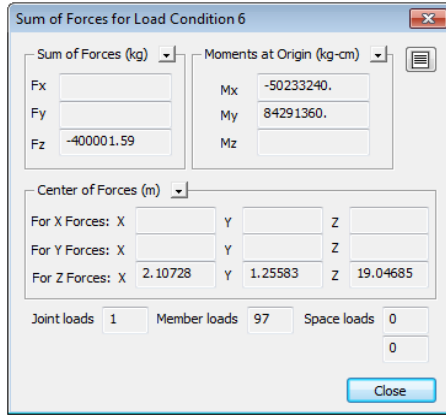 Sum of Forces for Load Condition 6
Sum of Forces (kg)
Moments at Origin (kg-cm)
Fx
Mx -50233240.
Fy
My 84291360.
Fz -400001.59
Mz
Center of Forces (m)
For X Forces: X Y Z
For Y Forces: X Y Z
For Z Forces: X 2.10728 Y 1.25583 Z 19.04685
Joint loads 1 Member loads 97 Space loads 0
0
Close